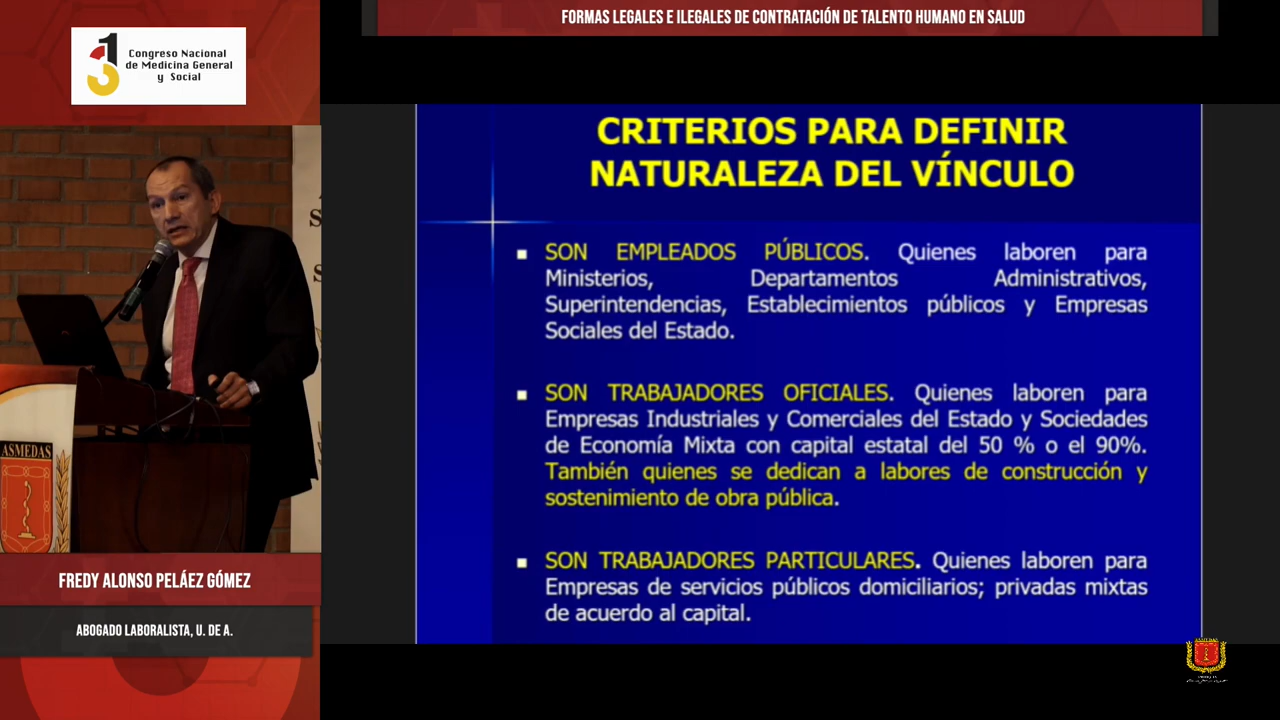 FORMAS LEGALES E ILEGALES DE CONTRATACIÓN DE TALENTO HUMANO EN SALUD
31
Congreso Nacional
de Medicina General
y Social
CRITERIOS PARA DEFINIR
NATURALEZA DEL VÍNCULO
SON EMPLEADOS PÚBLICOS. Quienes laboren para
Ministerios, Departamentos Administrativos,
Superintendencias, Establecimientos públicos y Empresas
Sociales del Estado.
SON TRABAJADORES OFICIALES. Quienes laboren para
Empresas Industriales y Comerciales del Estado y Sociedades
de Economía Mixta con capital estatal del 50 % o el 90%.
También quienes se dedican a labores de construcción y
sostenimiento de obra pública.
SON TRABAJADORES PARTICULARES. Quienes laboren para
Empresas de servicios públicos domiciliarios; privadas mixtas
de acuerdo al capital.
ASMEDAS
FREDY ALONSO PELÁEZ GÓMEZ
ABOGADO LABORALISTA, U. DE A.